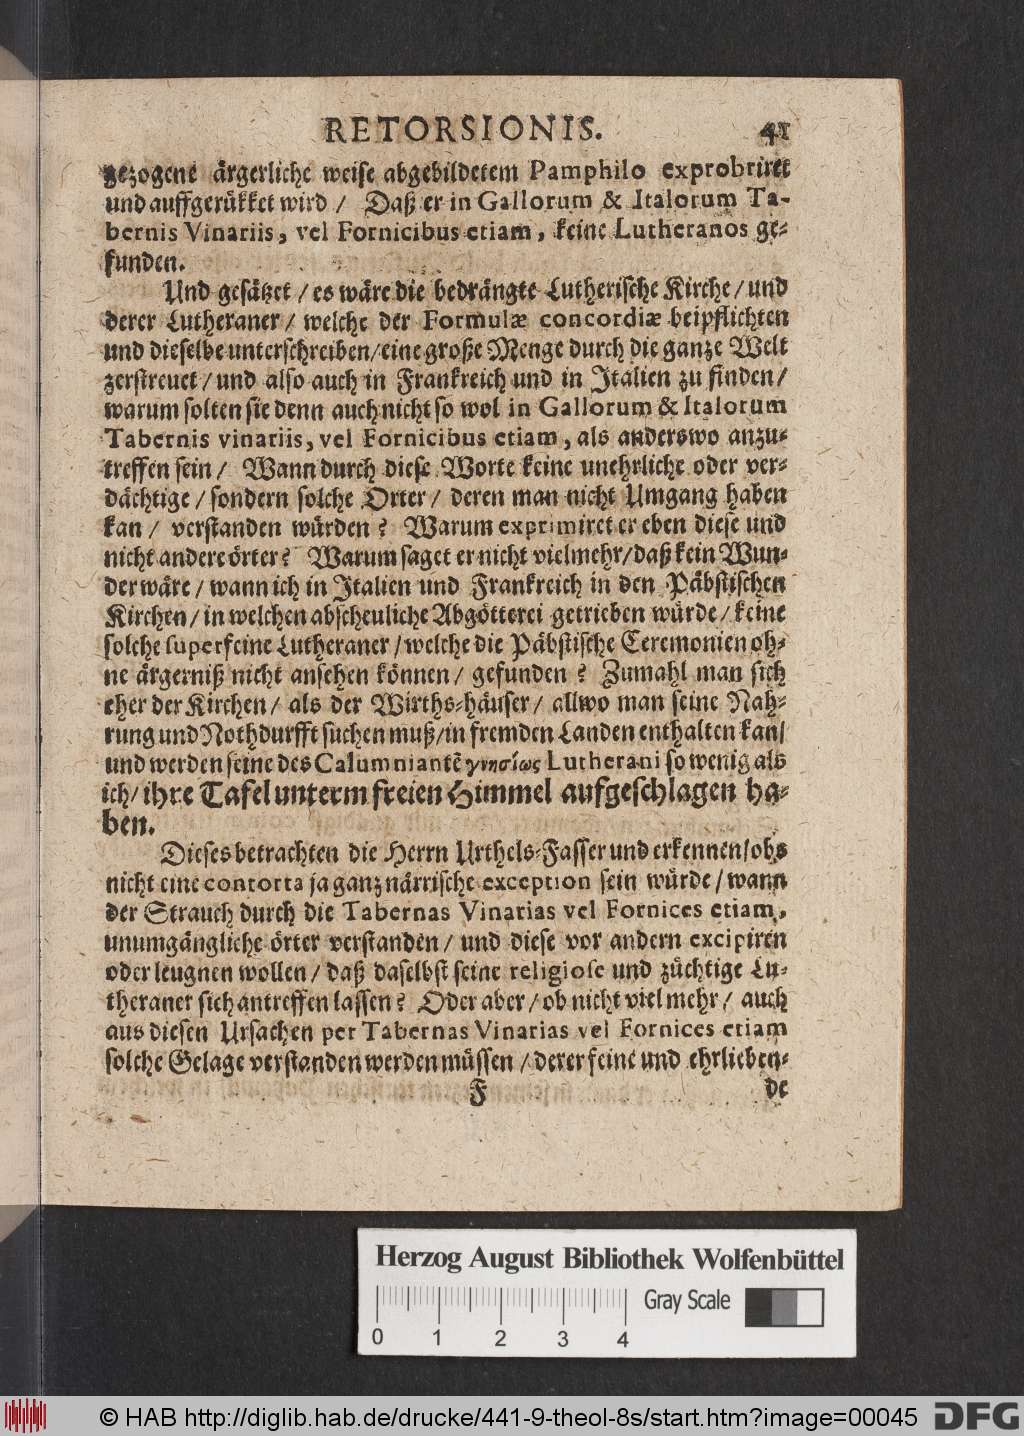 RETORSIONIS. 41
gezogene ärgerliche weise abgebildetem Pamphilo exprobriret
und auffgerükket wird / Daß er in Gallorum & Italorum Ta-
bernis Vinariis, vel Fornicibus etiam, keine Lutheranos ge-
funden.
Und gesätzet / es wäre die bedrängte Lutherische Kirche / und
derer Lutheraner / welche der Formulæ concordiæ beipflichten
und dieselbe unterschreiben / eine große Menge durch die ganze Welt
zerstreuet / und also auch in Frankreich und in Italien zu finden /
warum solten sie denn auch nicht so wol in Gallorum & Italorum
Tabernis vinariis, vel Fornicibus etiam, als anderswo anzu-
treffen sein / Wann durch diese Worte keine unehrliche oder ver-
dächtige / sondern solche Orter / deren man nicht Umgang haben
kan / verstanden würden ? Warum exprimiret er eben diese und
nicht andere örter ? Warum saget er nicht vielmehr / daß kein Wun-
der wäre / wann ich in Italien und Frankreich in den Päbstischen
Kirchen / in welchen abscheuliche Abgötterei getrieben würde / keine
solche superfeine Lutheraner / welche die Päbstische Ceremonien oh-
ne ärgerniß nicht ansehen können / gefunden ? Zumahl man sich
eher der Kirchen / als der Wirths-häuser / allwo man seine Nah-
rung und Nothdurfft suchen muß / in fremden Landen enthalten kan /
und werden seine des Calumniantẽ γνησίως Lutherani so wenig als
ich / ihre Tafel unterm freien Himmel aufgeschlagen ha-
ben.
Dieses betrachten die Herrn Urthels-Fasser und erkennen / obs
nicht eine contorta ja ganz närrische exception sein würde / wann
der Strauch durch die Tabernas Vinarias vel Fornices etiam,
unumgängliche örter verstanden / und diese vor andern excipiren
oder leugnen wollen / daß daselbst seine religiose und züchtige Lu-
theraner sich antreffen lassen ? Oder aber / ob nicht viel mehr / auch
aus diesen Ursachen per Tabernas Vinarias vel Fornices etiam
solche Gelage verstanden werden müssen / derer feine und ehrlieben-
F de
Herzog August Bibliothek Wolfenbüttel
0 1 2 3 4 Gray Scale
© HAB http://diglib.hab.de/drucke/441-9-theol-8s/start.htm?image=00045 DFG